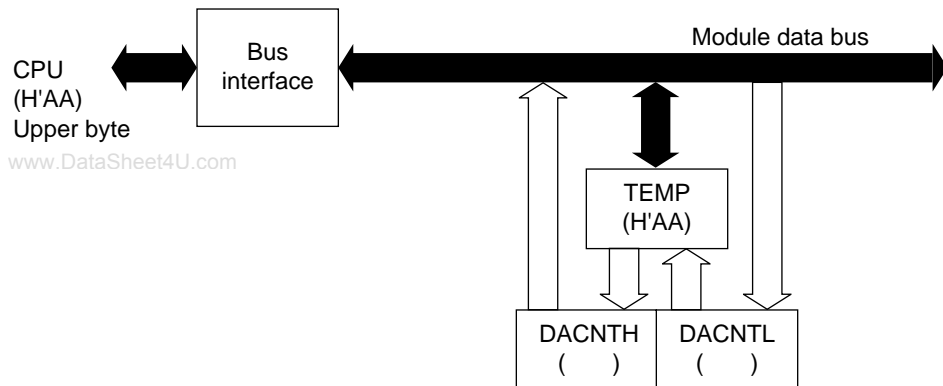 Module data bus
Bus
interface
CPU
(H'AA)
Upper byte
www.DataSheet4U.com
TEMP
(H'AA)
DACNTH
(    )
DACNTL
(    )